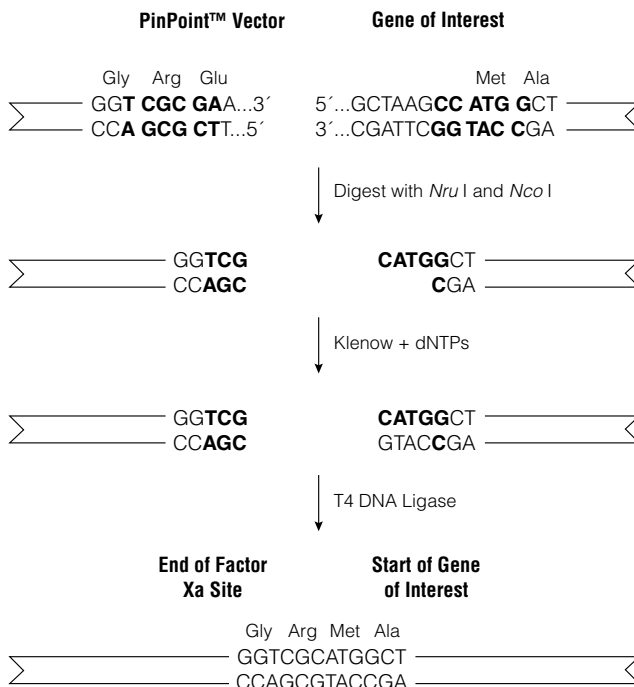 PinPoint™ Vector Gene of Interest
Gly Arg Glu Met Ala
GGT CGC GAA...3´ 5´...GCTAAGCC ATG GCT
CCA GCG CTT...5´ 3´...CGATTCGG TAC CGA
Digest with Nru I and Nco I
GGTCG CATGGCT
CCAGC CGA
Klenow + dNTPs
GGTCG CATGGCT
CCAGC GTACCGA
T4 DNA Ligase
End of Factor Start of Gene
Xa Site of Interest
Gly Arg Met Ala
GGTCGCATGGCT
CCAGCGTACCGA